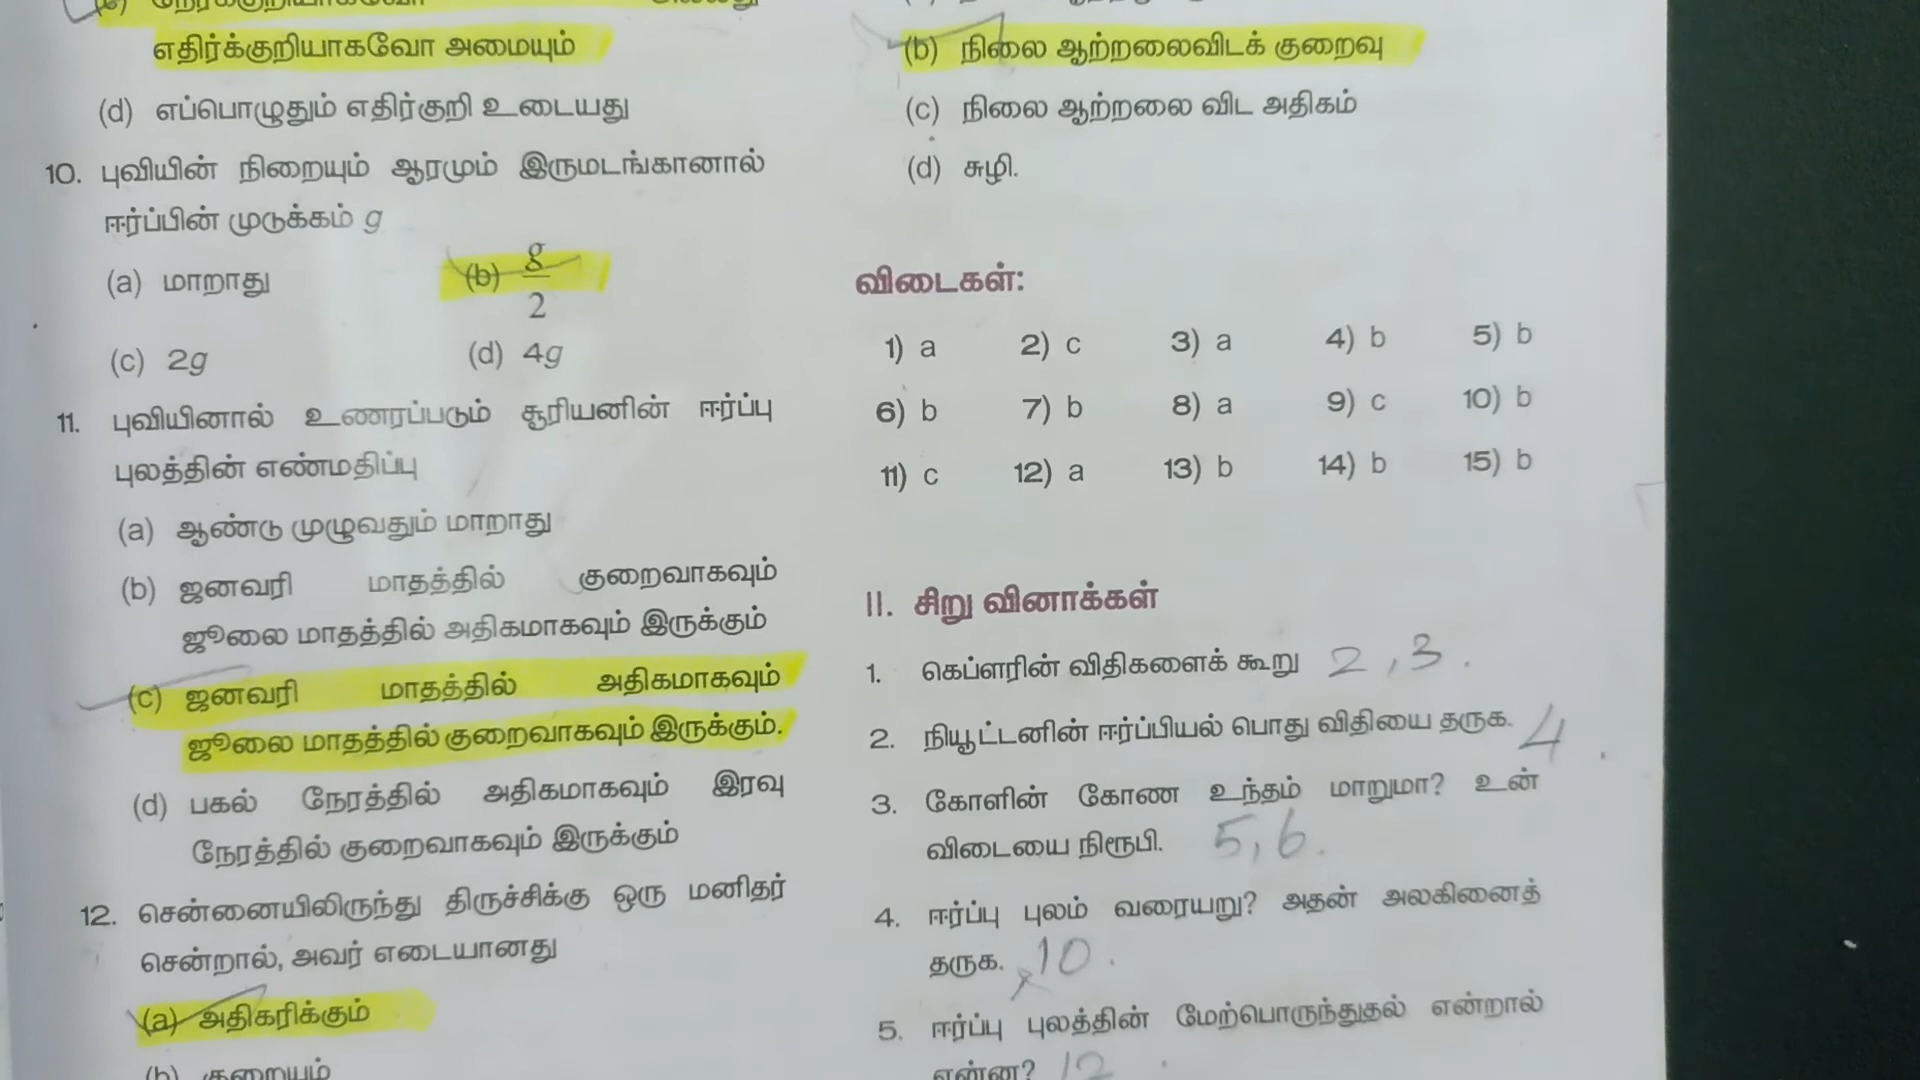 எதிர்க்குறியாகவோ அமையும்
(d) எப்பொழுதும் எதிர்குறி உடையது
10. புவியின் நிறையும் ஆரமும் இருமடங்கானால்
ஈர்ப்பின் முடுக்கம் g
(a) மாறாது (b) g/2
(c) 2g (d) 4g
11. புவியினால் உணரப்படும் சூரியனின் ஈர்ப்பு
புலத்தின் எண்மதிப்பு
(a) ஆண்டு முழுவதும் மாறாது
(b) ஜனவரி மாதத்தில் குறைவாகவும்
ஜூலை மாதத்தில் அதிகமாகவும் இருக்கும்
(c) ஜனவரி மாதத்தில் அதிகமாகவும்
ஜூலை மாதத்தில் குறைவாகவும் இருக்கும்.
(d) பகல் நேரத்தில் அதிகமாகவும் இரவு
நேரத்தில் குறைவாகவும் இருக்கும்
12. சென்னையிலிருந்து திருச்சிக்கு ஒரு மனிதர்
சென்றால், அவர் எடையானது
(a) அதிகரிக்கும்
(b) குறையும்
(b) நிலை ஆற்றலைவிடக் குறைவு
(c) நிலை ஆற்றலை விட அதிகம்
(d) சுழி.
விடைகள்:
1) a 2) c 3) a 4) b 5) b
6) b 7) b 8) a 9) c 10) b
11) c 12) a 13) b 14) b 15) b
II. சிறு வினாக்கள்
1. கெப்ளரின் விதிகளைக் கூறு 2, 3.
2. நியூட்டனின் ஈர்ப்பியல் பொது விதியை தருக. 4.
3. கோளின் கோண உந்தம் மாறுமா? உன்
விடையை நிரூபி. 5, 6.
4. ஈர்ப்பு புலம் வரையறு? அதன் அலகினைத்
தருக. 10.
5. ஈர்ப்பு புலத்தின் மேற்பொருந்துதல் என்றால்
என்ன? 12